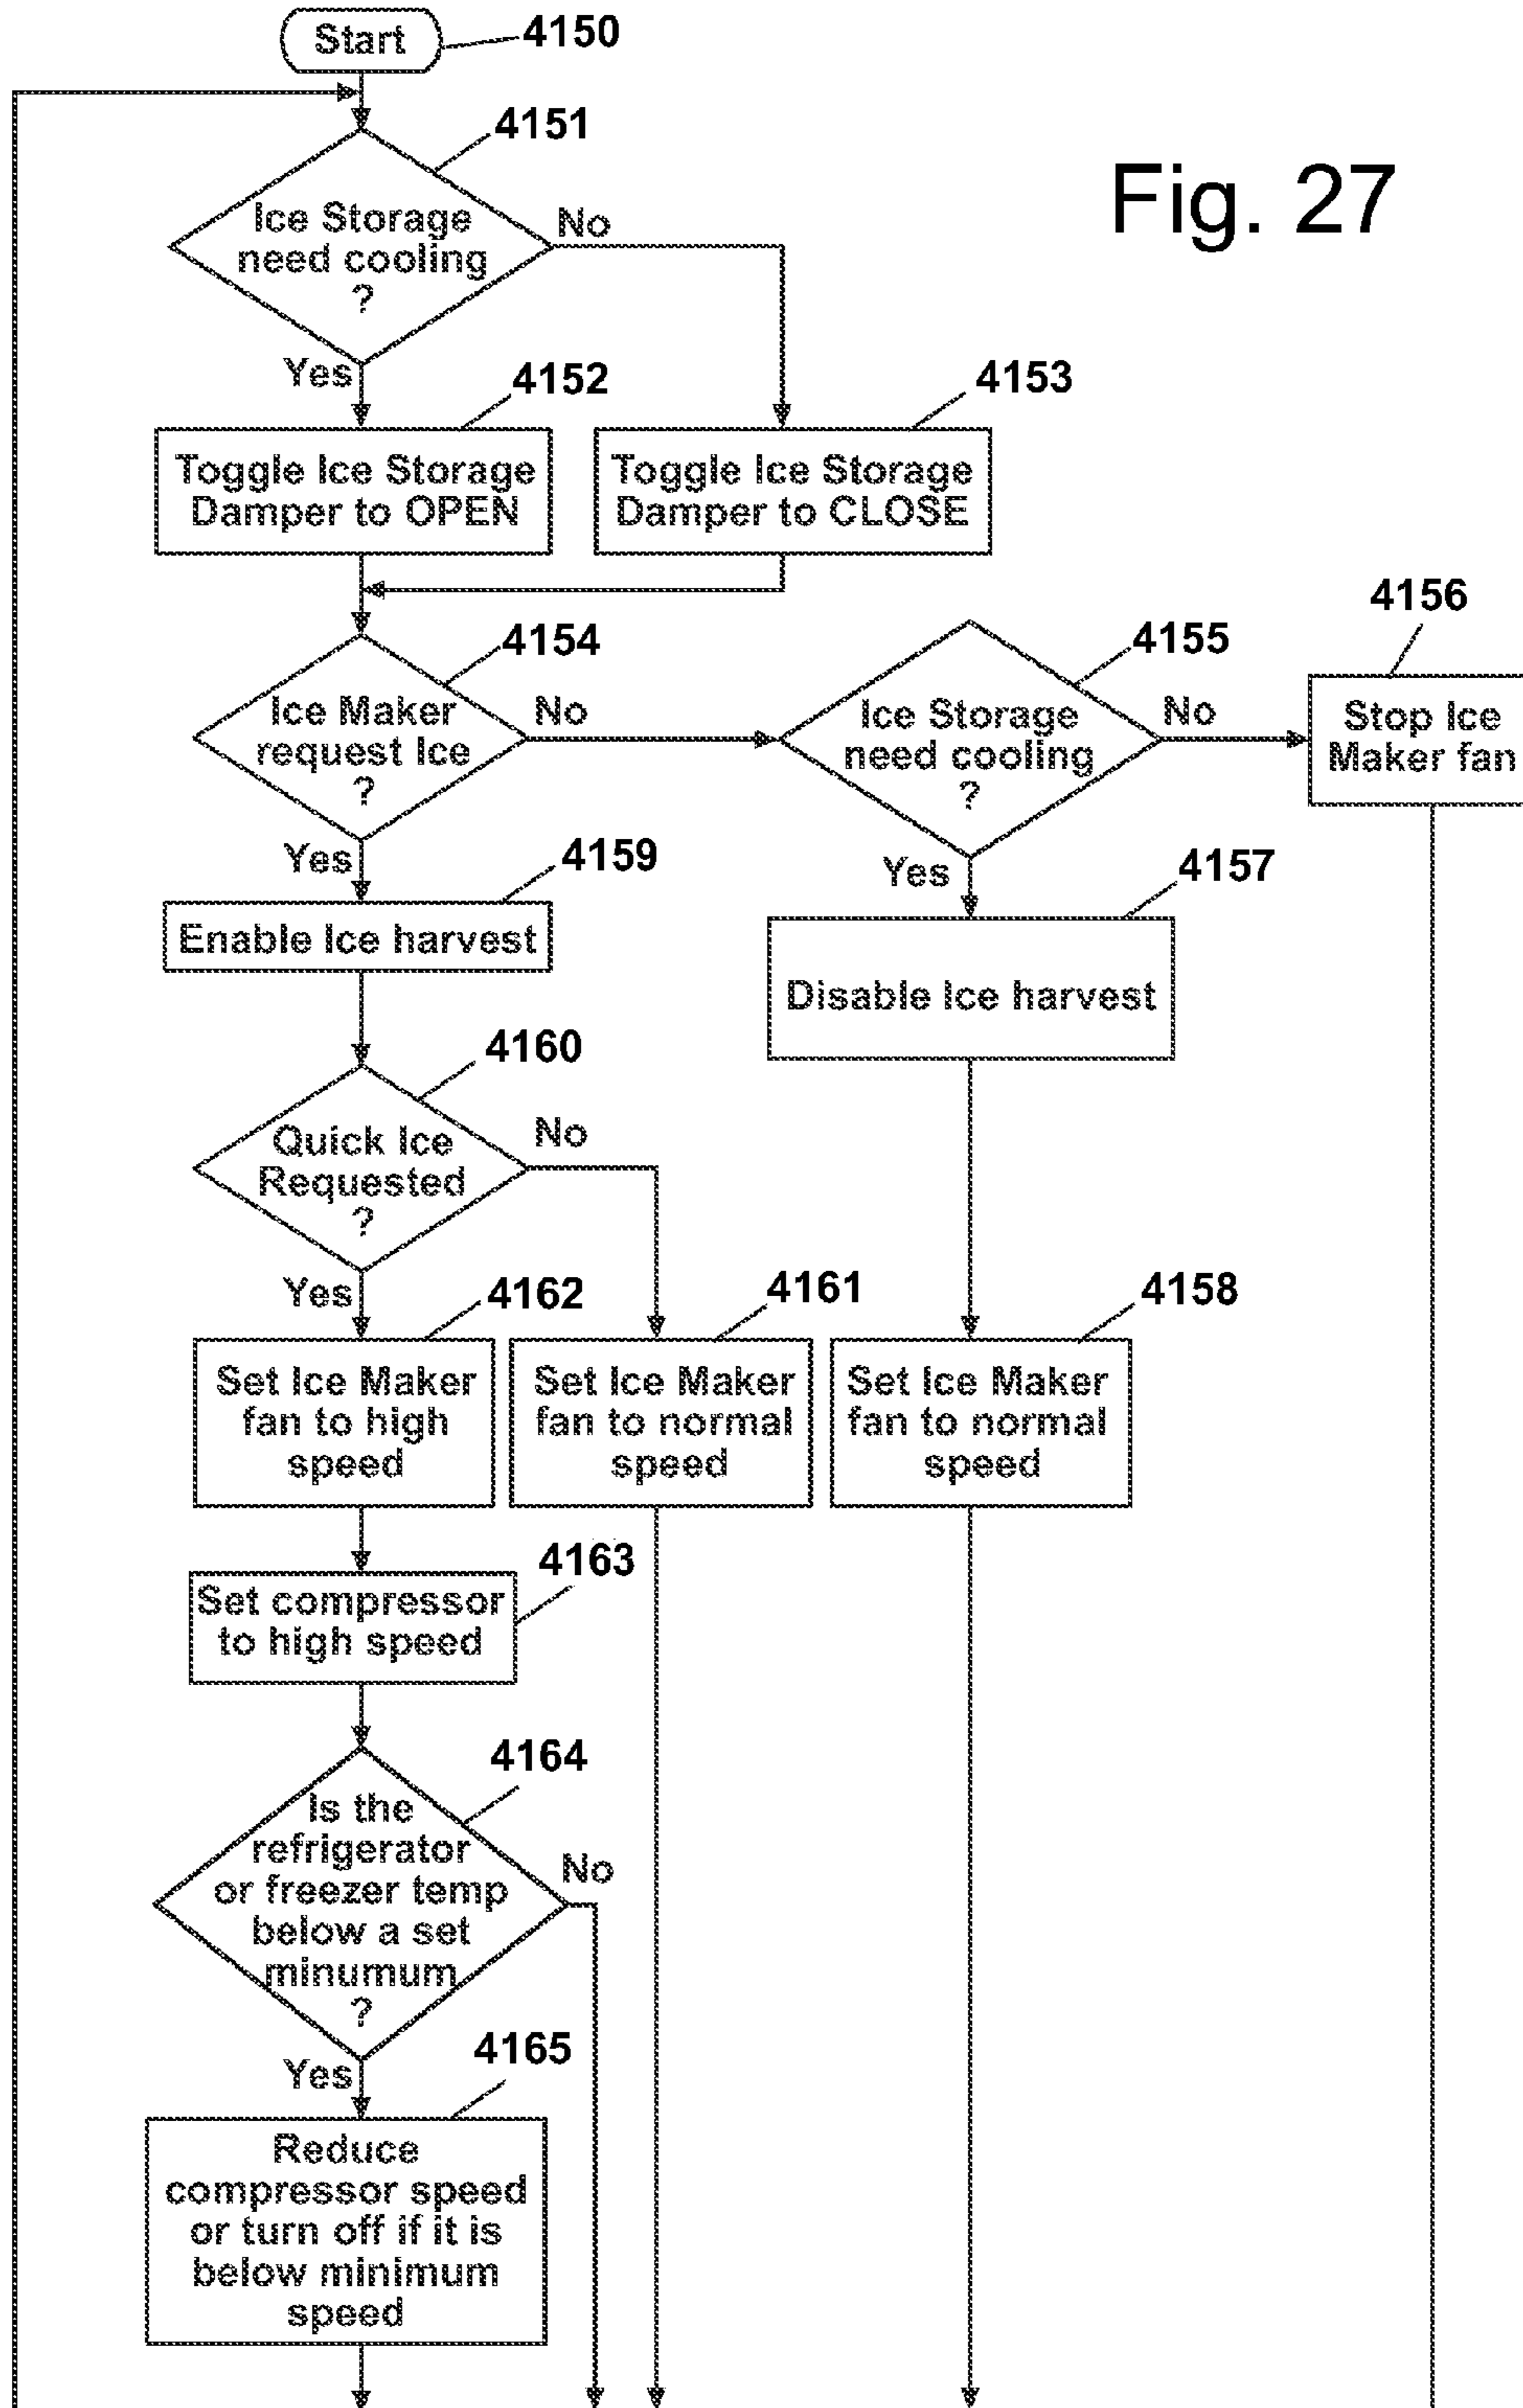 Fig. 27
Start
4150
4151
Ice Storage
need cooling
?
No
Yes
4152
4153
Toggle Ice Storage
Damper to OPEN
Toggle Ice Storage
Damper to CLOSE
4154
Ice Maker
request Ice
?
No
4155
Ice Storage
need cooling
?
No
4156
Stop Ice
Maker fan
Yes
4159
Enable Ice harvest
Yes
4157
Disable Ice harvest
4160
Quick Ice
Requested
?
No
Yes
4162
4161
4158
Set Ice Maker
fan to high
speed
Set Ice Maker
fan to normal
speed
Set Ice Maker
fan to normal
speed
4163
Set compressor
to high speed
4164
Is the
refrigerator
or freezer temp
below a set
minumum
?
No
Yes
4165
Reduce
compressor speed
or turn off if it is
below minimum
speed